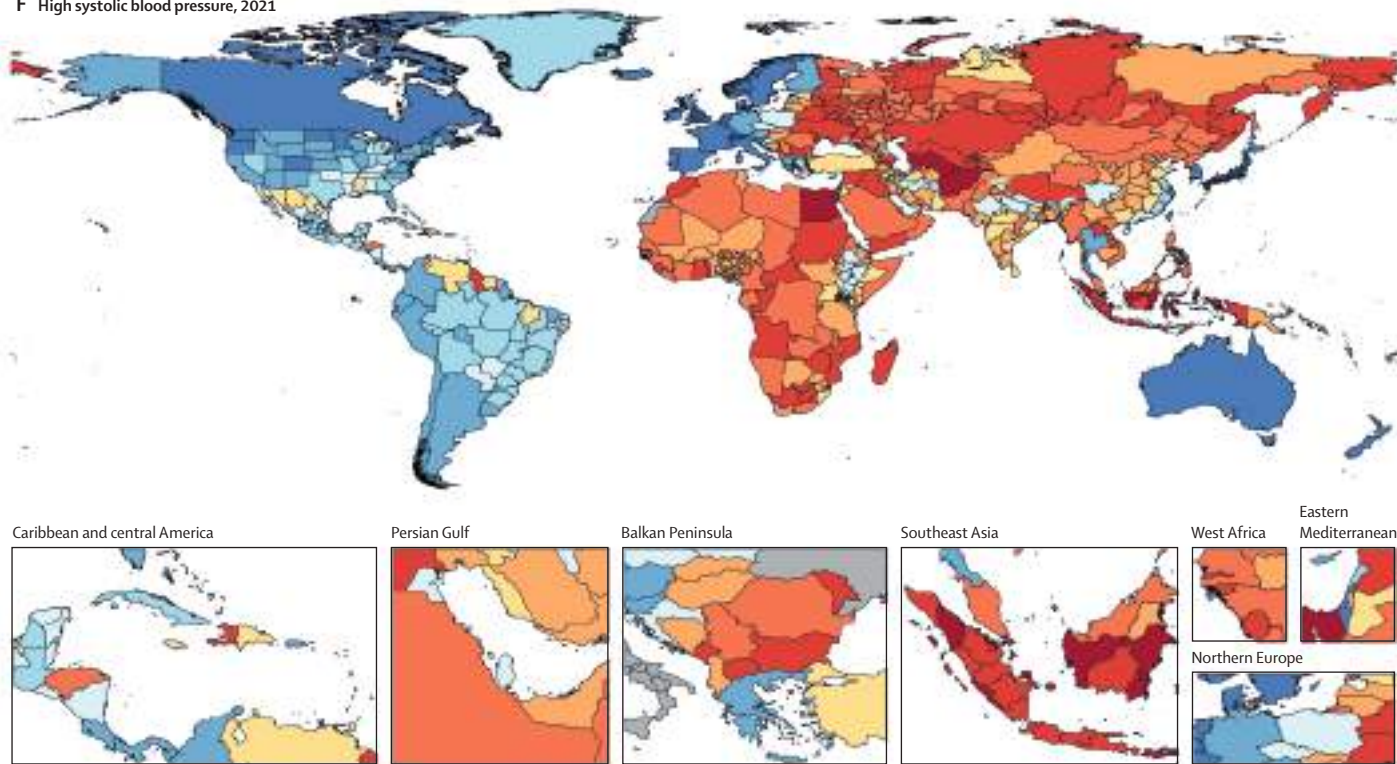 F High systolic blood pressure, 2021
Caribbean and central America
Persian Gulf
Balkan Peninsula
Southeast Asia
West Africa
Eastern
Mediterranean
Northern Europe